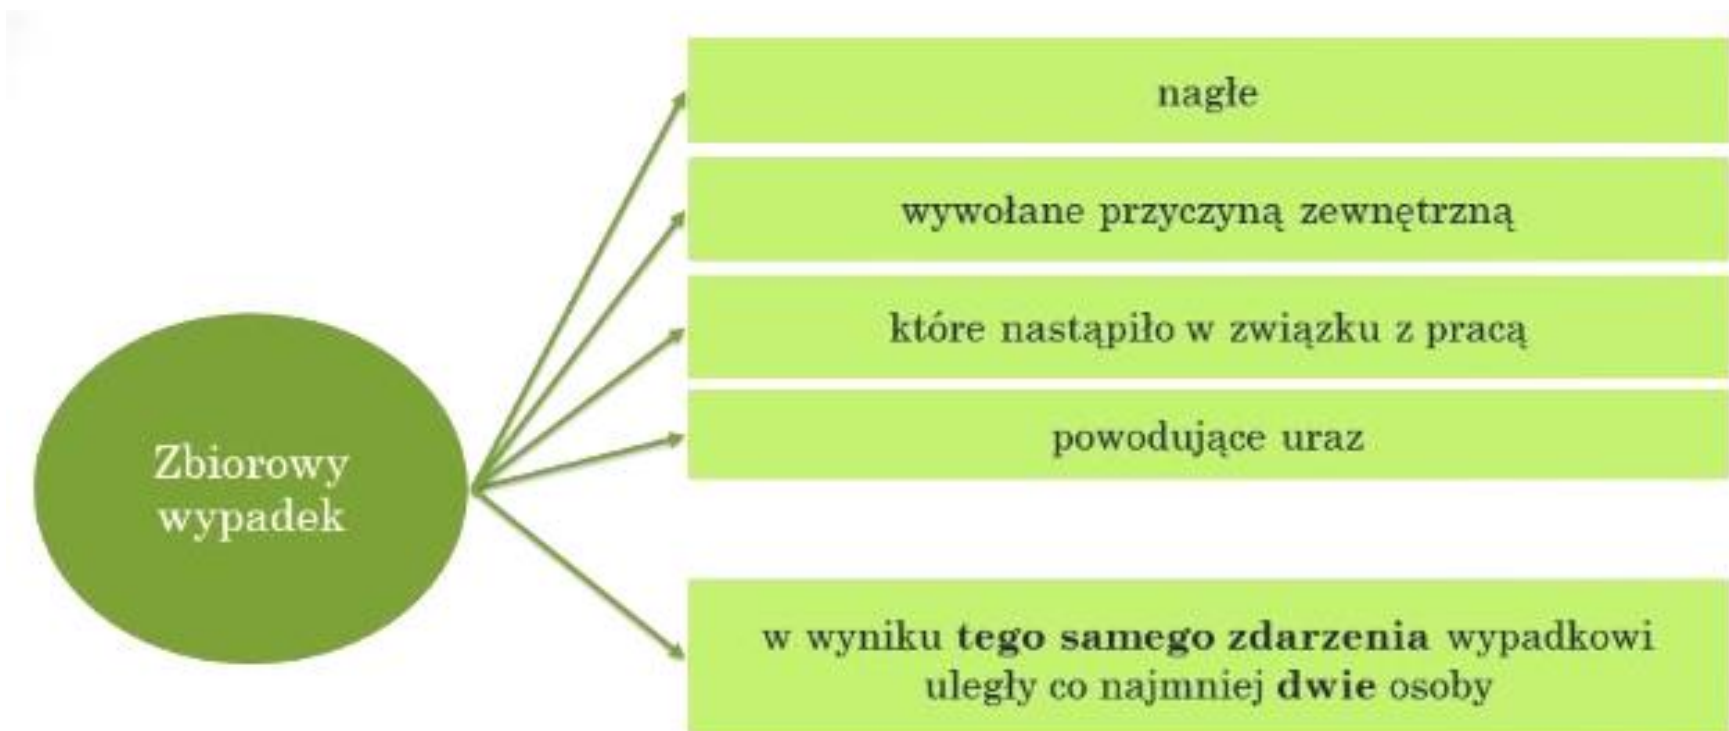 nagłe
wywołane przyczyną zewnętrzną
które nastąpiło w związku z pracą
powodujące uraz
Zbiorowy
wypadek
w wyniku tego samego zdarzenia wypadkowi
uległy co najmniej dwie osoby